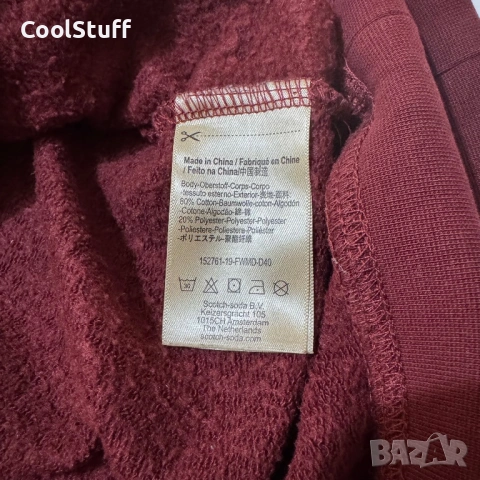 CoolStuff
Made in China / Fabriqué en Chine
/ Feito na China/中国制造
Body-Oberstoff-Corps-Corpo
-tessuto esterno-Exterior-表地-面料-
80% Cotton-Baumwolle-coton-Algodón
-Cotone-Algodão-綿-棉
20% Polyester-Polyester-Polyester
-Poliestere-Poliester-Poliéster-
ポリエステル-聚酯纤维
152761-19-FWMD-D40
30
Scotch-soda B.V.
Keizersgracht 105
1015CH Amsterdam
The Netherlands
scotch-soda.com
BAZAR